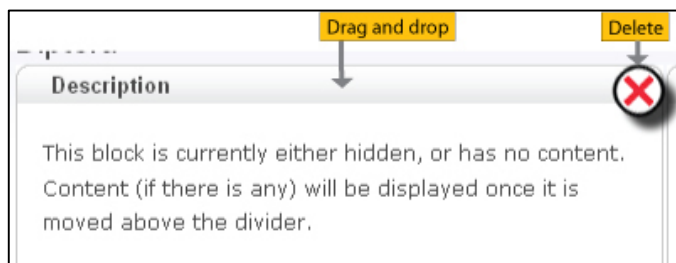 Drag and drop Delete
Description
This block is currently either hidden, or has no content.
Content (if there is any) will be displayed once it is
moved above the divider.